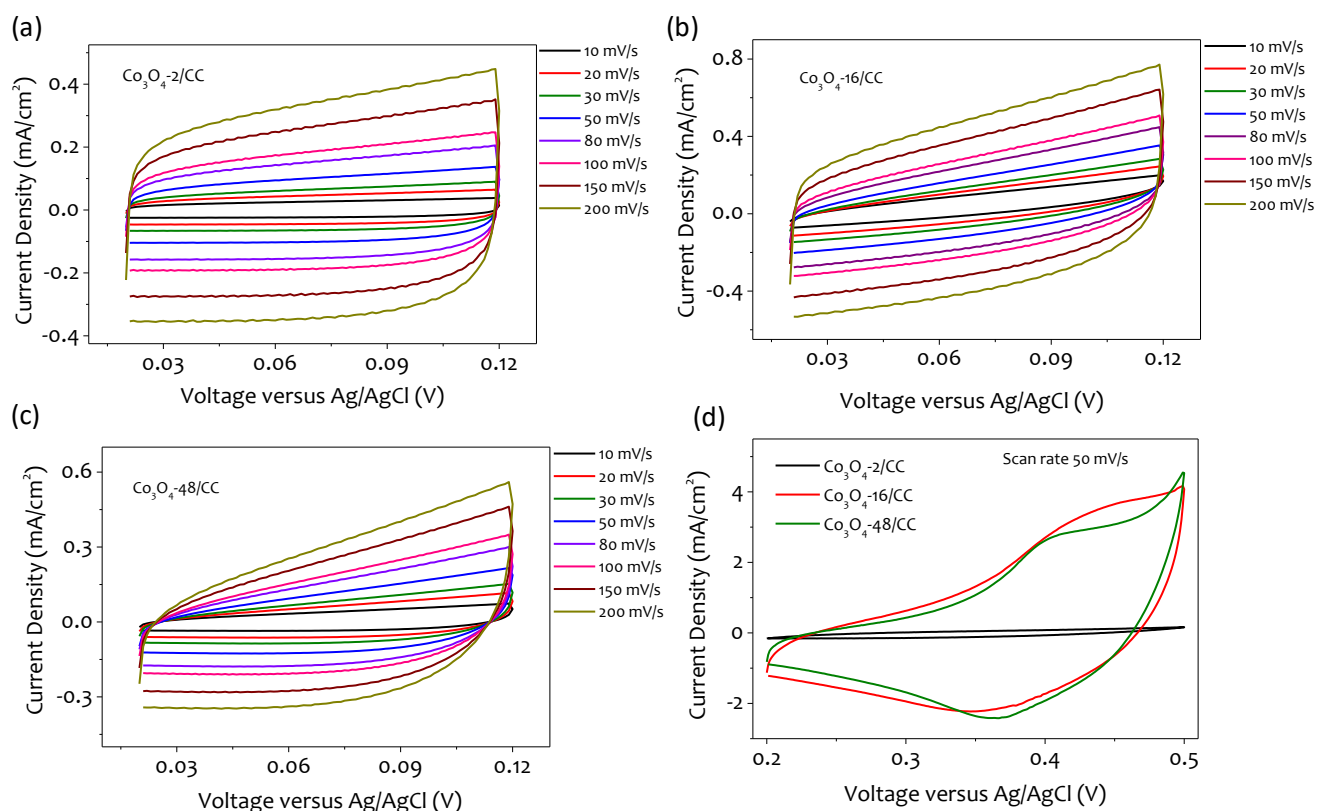 (a)
Co₃O₄-2/CC
10 mV/s
20 mV/s
30 mV/s
50 mV/s
80 mV/s
100 mV/s
150 mV/s
200 mV/s
Current Density (mA/cm²)
0.4
0.2
0.0
-0.2
-0.4
0.03 0.06 0.09 0.12
Voltage versus Ag/AgCl (V)
(b)
Co₃O₄-16/CC
10 mV/s
20 mV/s
30 mV/s
50 mV/s
80 mV/s
100 mV/s
150 mV/s
200 mV/s
Current Density (mA/cm²)
0.8
0.4
0.0
-0.4
0.03 0.06 0.09 0.12
Voltage versus Ag/AgCl (V)
(c)
Co₃O₄-48/CC
10 mV/s
20 mV/s
30 mV/s
50 mV/s
80 mV/s
100 mV/s
150 mV/s
200 mV/s
Current Density (mA/cm²)
0.6
0.3
0.0
-0.3
0.03 0.06 0.09 0.12
Voltage versus Ag/AgCl (V)
(d)
Co₃O₄-2/CC
Co₃O₄-16/CC
Co₃O₄-48/CC
Scan rate 50 mV/s
Current Density (mA/cm²)
4
2
0
-2
0.2 0.3 0.4 0.5
Voltage versus Ag/AgCl (V)